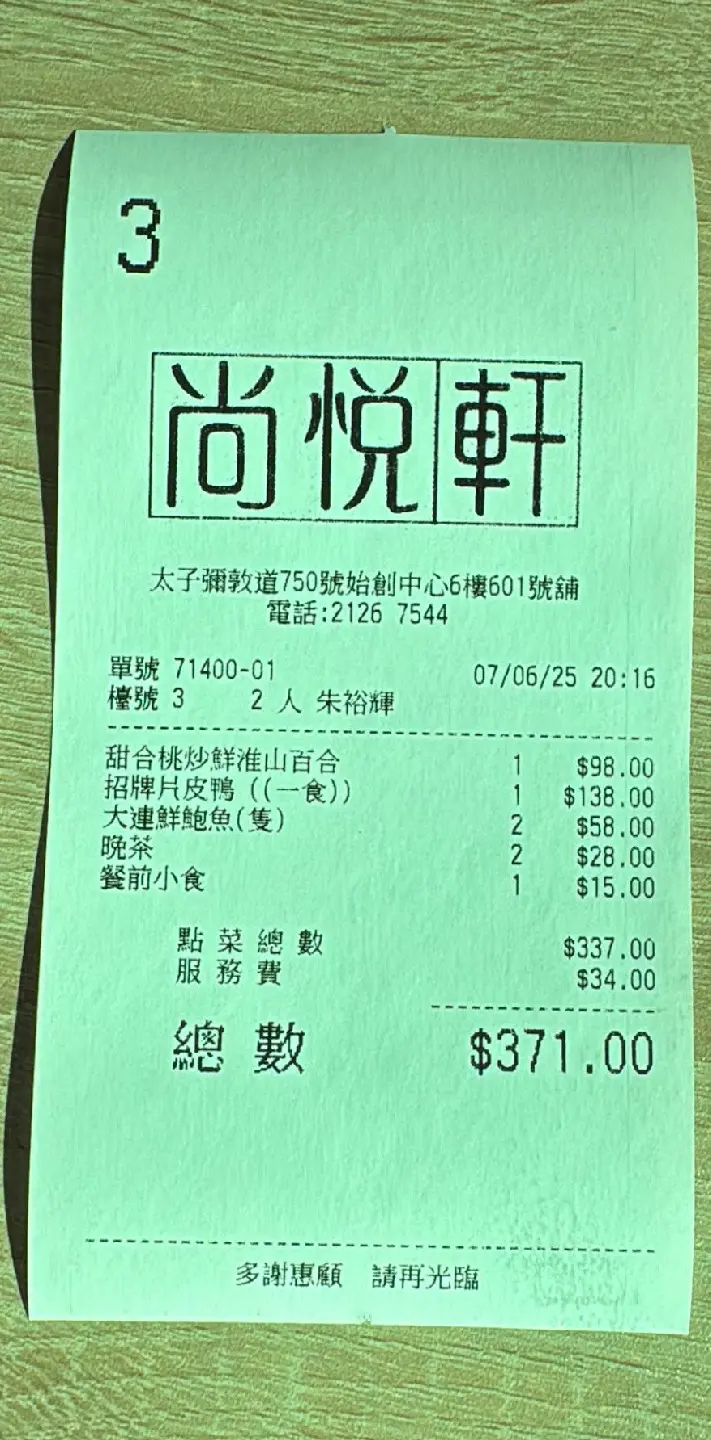 3
尚悦軒
太子彌敦道750號始創中心6樓601號舖
電話:2126 7544
單號 71400-01 07/06/25 20:16
檯號 3 2 人 朱裕輝
甜合桃炒鮮淮山百合 1 $98.00
招牌片皮鴨 ((一食)) 1 $138.00
大連鮮鮑魚(隻) 2 $58.00
晚茶 2 $28.00
餐前小食 1 $15.00
點菜總數 $337.00
服務費 $34.00
總數 $371.00
多謝惠顧 請再光臨